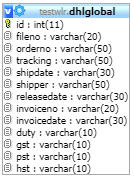 testwlr.dhlglobal
id : int(11)
fileno : varchar(20)
orderno : varchar(50)
tracking : varchar(50)
shipdate : varchar(30)
shipper : varchar(50)
releasedate : varchar(30)
invoiceno : varchar(20)
invoicedate : varchar(30)
duty : varchar(10)
gst : varchar(10)
pst : varchar(10)
hst : varchar(10)